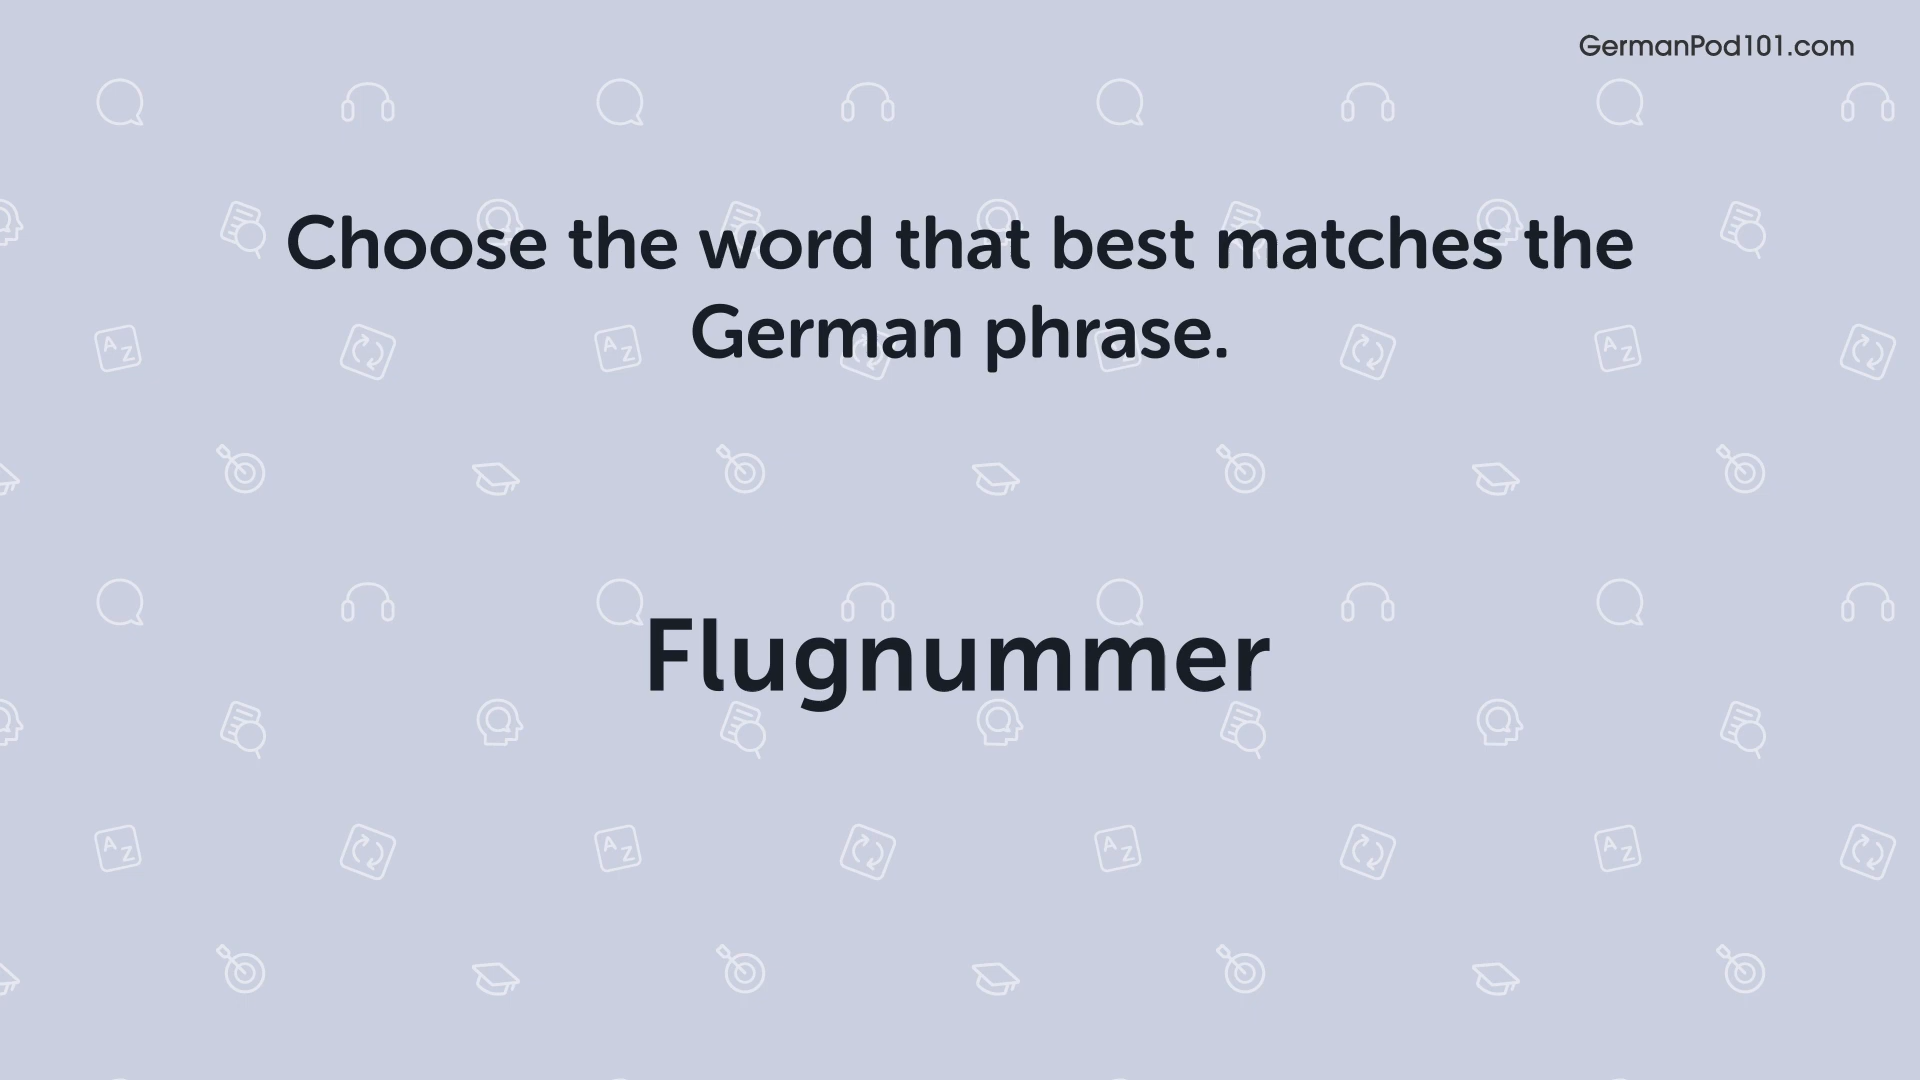 GermanPod101.com
Choose the word that best matches the
German phrase.
Flugnummer